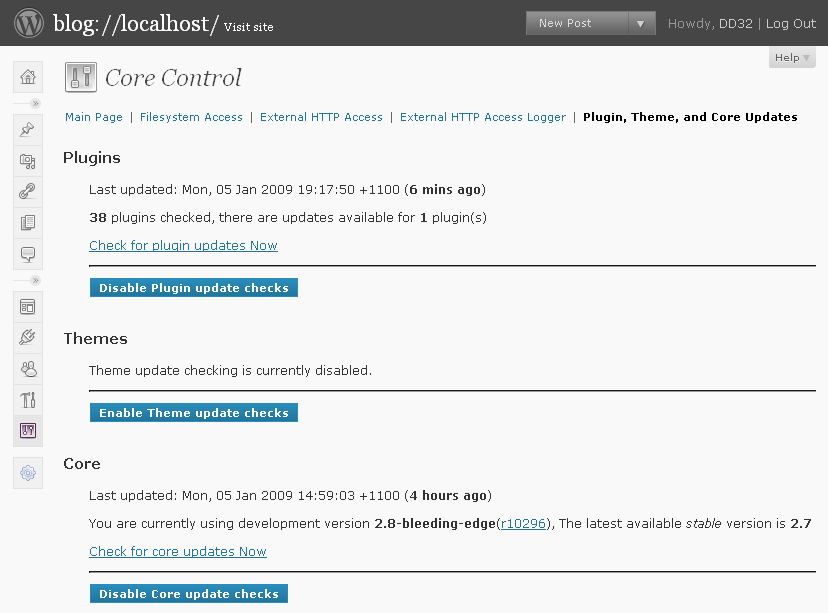 blog://localhost/ Visit site New Post Howdy, DD32 | Log Out
Help
Core Control
Main Page | Filesystem Access | External HTTP Access | External HTTP Access Logger | Plugin, Theme, and Core Updates
Plugins
Last updated: Mon, 05 Jan 2009 19:17:50 +1100 (6 mins ago)
38 plugins checked, there are updates available for 1 plugin(s)
Check for plugin updates Now
Disable Plugin update checks
Themes
Theme update checking is currently disabled.
Enable Theme update checks
Core
Last updated: Mon, 05 Jan 2009 14:59:03 +1100 (4 hours ago)
You are currently using development version 2.8-bleeding-edge(r10296), The latest available stable version is 2.7
Check for core updates Now
Disable Core update checks